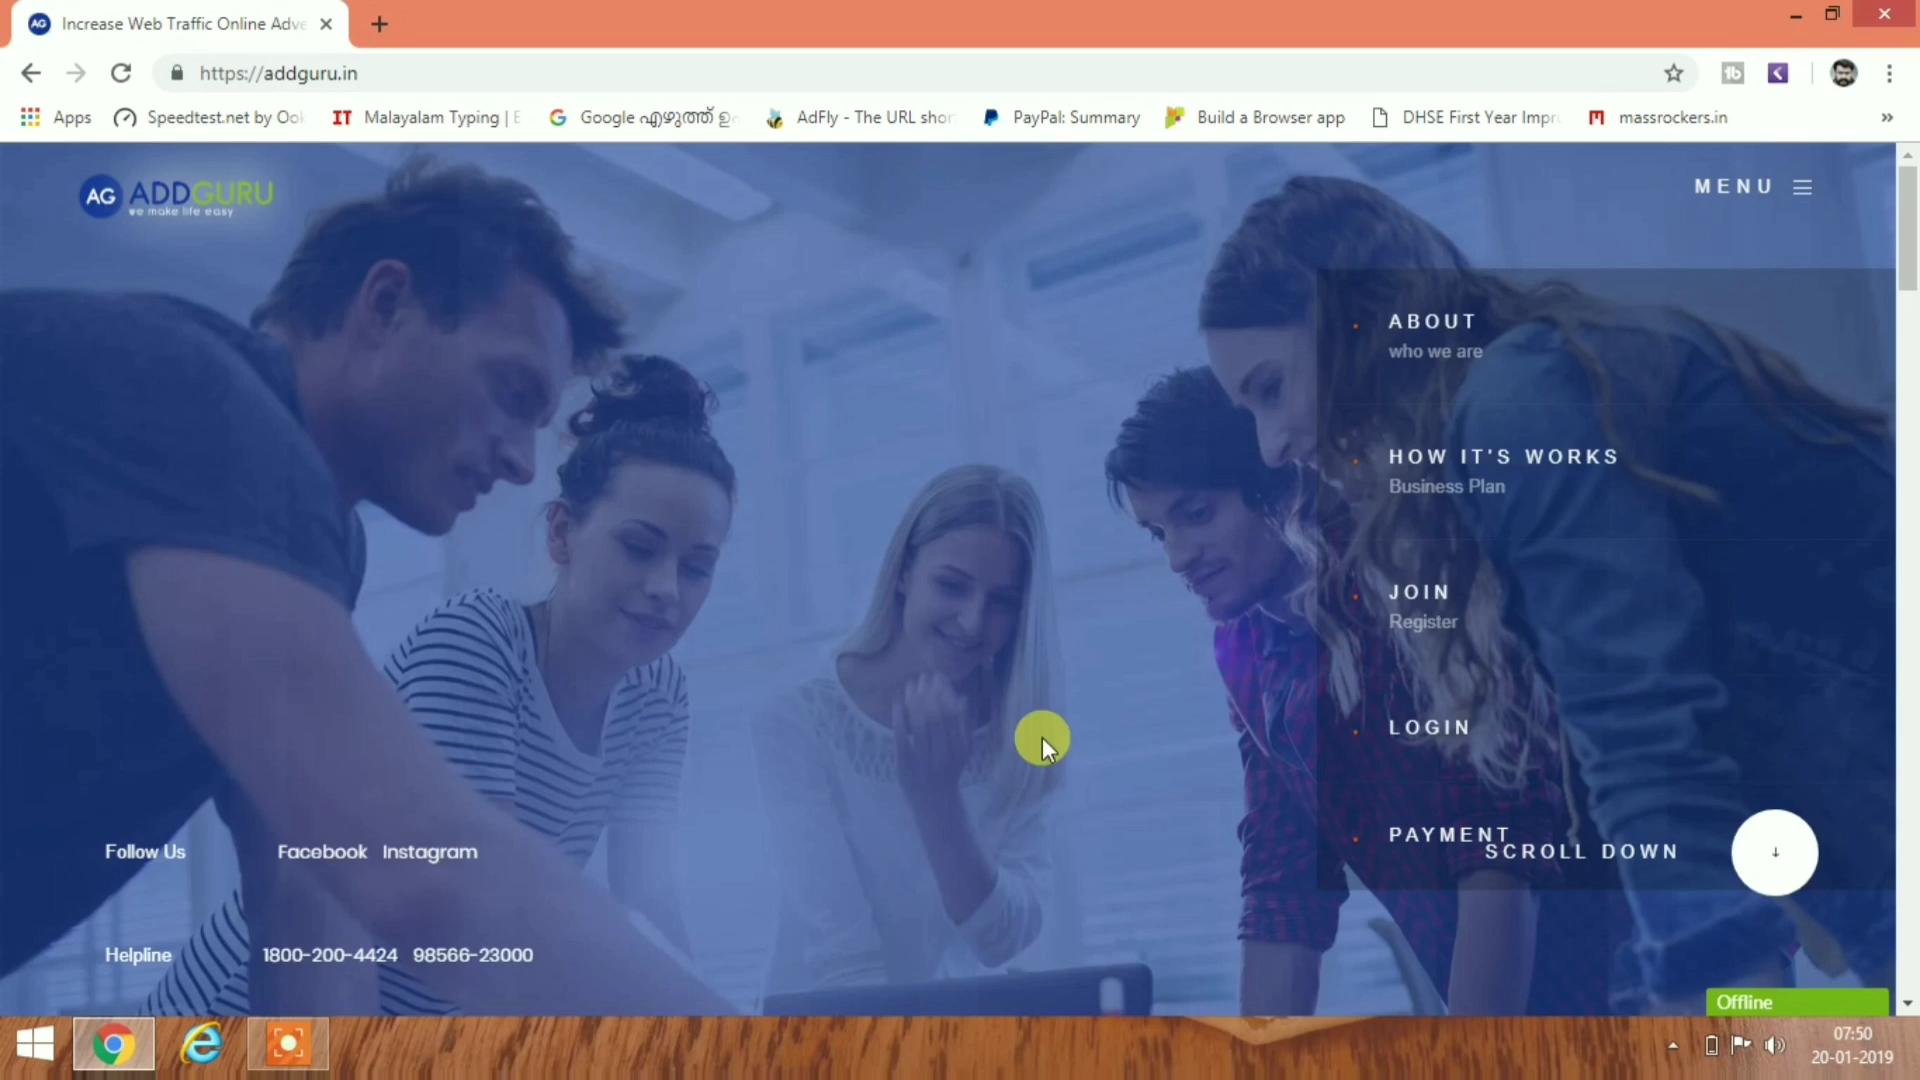 AG Increase Web Traffic Online Adve
https://addguru.in
Apps Speedtest.net by Ook IT Malayalam Typing | E Google എഴുത്ത് ഉ AdFly - The URL shor PayPal: Summary Build a Browser app DHSE First Year Impr massrockers.in »
AG ADDGURU
we make life easy
MENU
ABOUT
who we are
HOW IT'S WORKS
Business Plan
JOIN
Register
LOGIN
PAYMENT
SCROLL DOWN
Follow Us Facebook Instagram
Helpline 1800-200-4424 98566-23000
Offline
07:50
20-01-2019